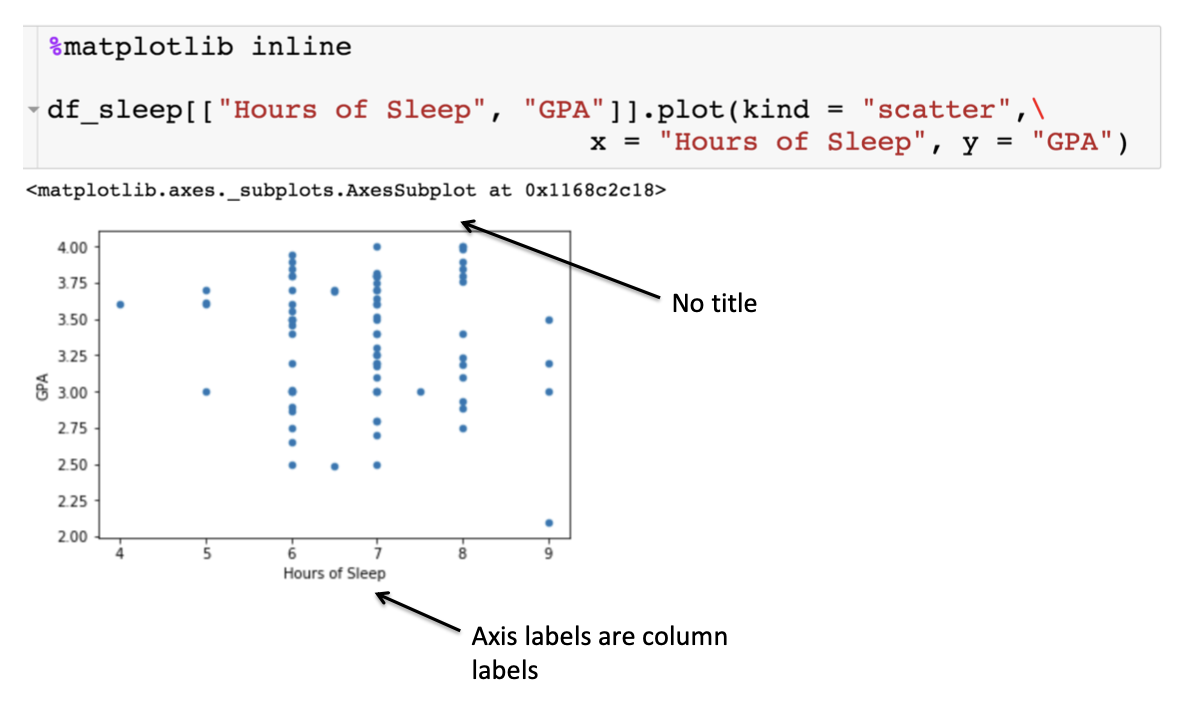 %matplotlib inline
df_sleep[["Hours of Sleep", "GPA"]].plot(kind = "scatter",\
x = "Hours of Sleep", y = "GPA")
<matplotlib.axes._subplots.AxesSubplot at 0x1168c2c18>
No title
4.00
3.75
3.50
3.25
3.00
2.75
2.50
2.25
2.00
GPA
4 5 6 7 8 9
Hours of Sleep
Axis labels are column
labels